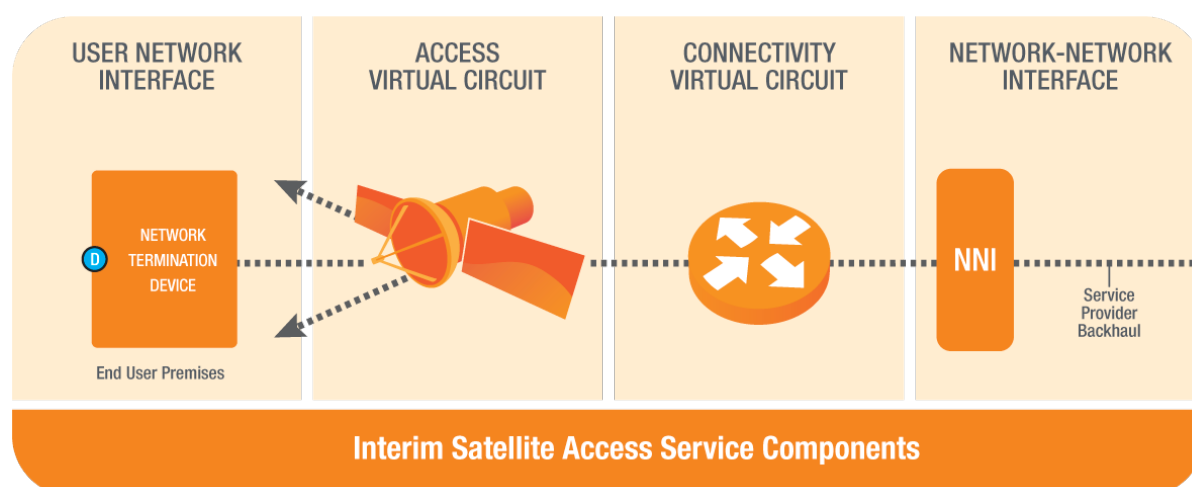 USER NETWORK
INTERFACE
ACCESS
VIRTUAL CIRCUIT
CONNECTIVITY
VIRTUAL CIRCUIT
NETWORK-NETWORK
INTERFACE
D
NETWORK
TERMINATION
DEVICE
End User Premises
NNI
Service
Provider
Backhaul
Interim Satellite Access Service Components